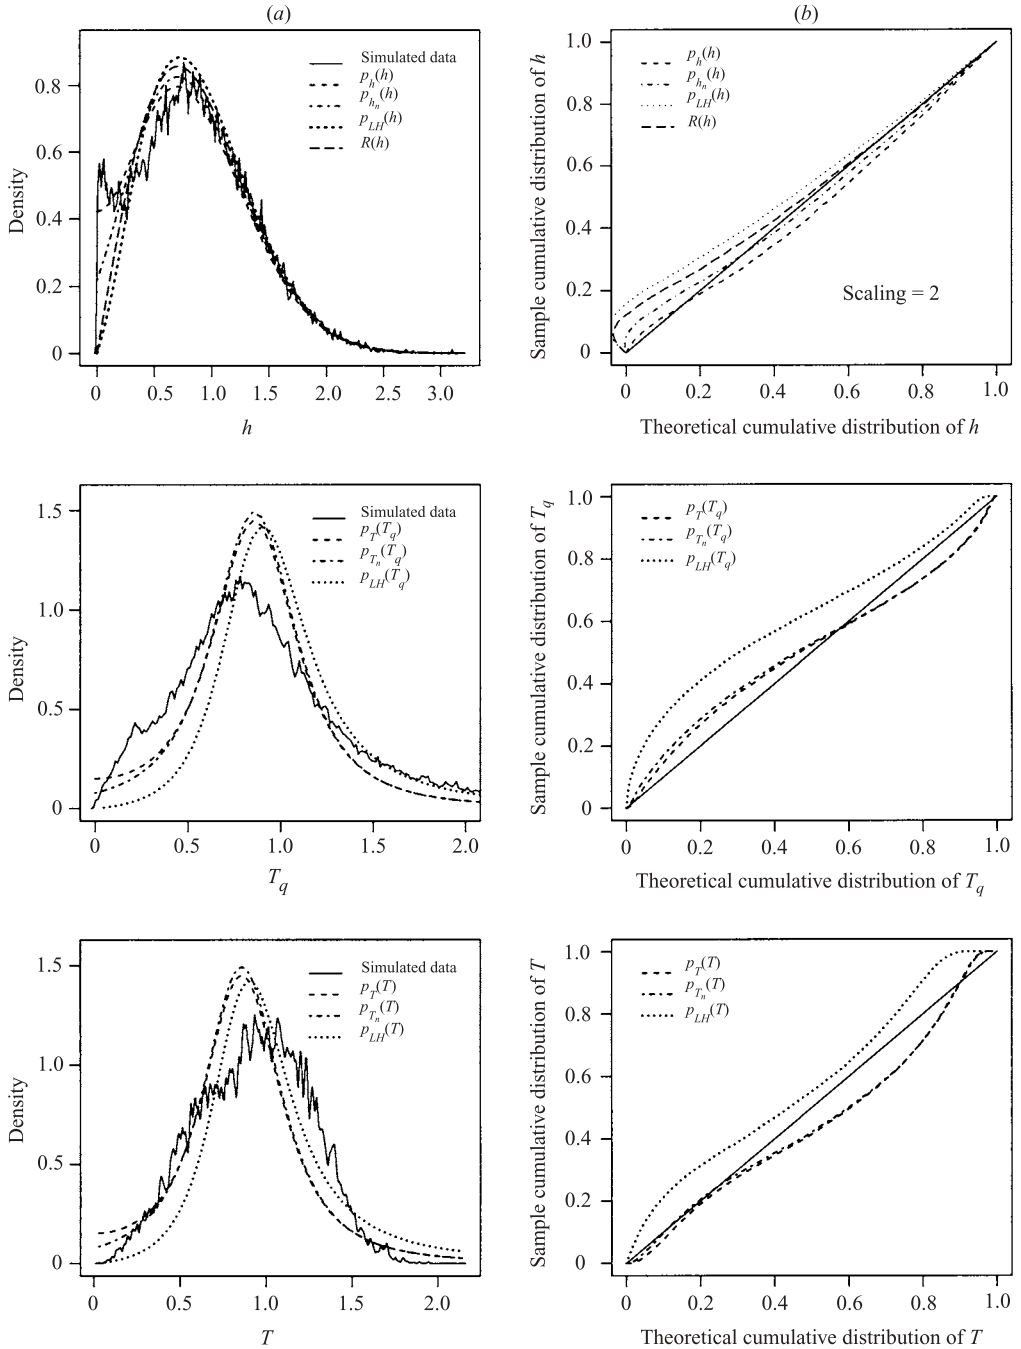 (a)
(b)
Simulated data
p_h(h)
p_{h_n}(h)
p_{LH}(h)
R(h)
0.8
0.6
0.4
0.2
0
Density
0 0.5 1.0 1.5 2.0 2.5 3.0
h
p_h(h)
p_{h_n}(h)
p_{LH}(h)
R(h)
1.0
0.8
0.6
0.4
0.2
0
Sample cumulative distribution of h
Scaling = 2
0 0.2 0.4 0.6 0.8 1.0
Theoretical cumulative distribution of h
Simulated data
p_T(T_q)
p_{T_n}(T_q)
p_{LH}(T_q)
1.5
1.0
0.5
0
Density
0 0.5 1.0 1.5 2.0
T_q
p_T(T_q)
p_{T_n}(T_q)
p_{LH}(T_q)
1.0
0.8
0.6
0.4
0.2
0
Sample cumulative distribution of T_q
0 0.2 0.4 0.6 0.8 1.0
Theoretical cumulative distribution of T_q
Simulated data
p_T(T)
p_{T_n}(T)
p_{LH}(T)
1.5
1.0
0.5
0
Density
0 0.5 1.0 1.5 2.0
T
p_T(T)
p_{T_n}(T)
p_{LH}(T)
1.0
0.8
0.6
0.4
0.2
0
Sample cumulative distribution of T
0 0.2 0.4 0.6 0.8 1.0
Theoretical cumulative distribution of T